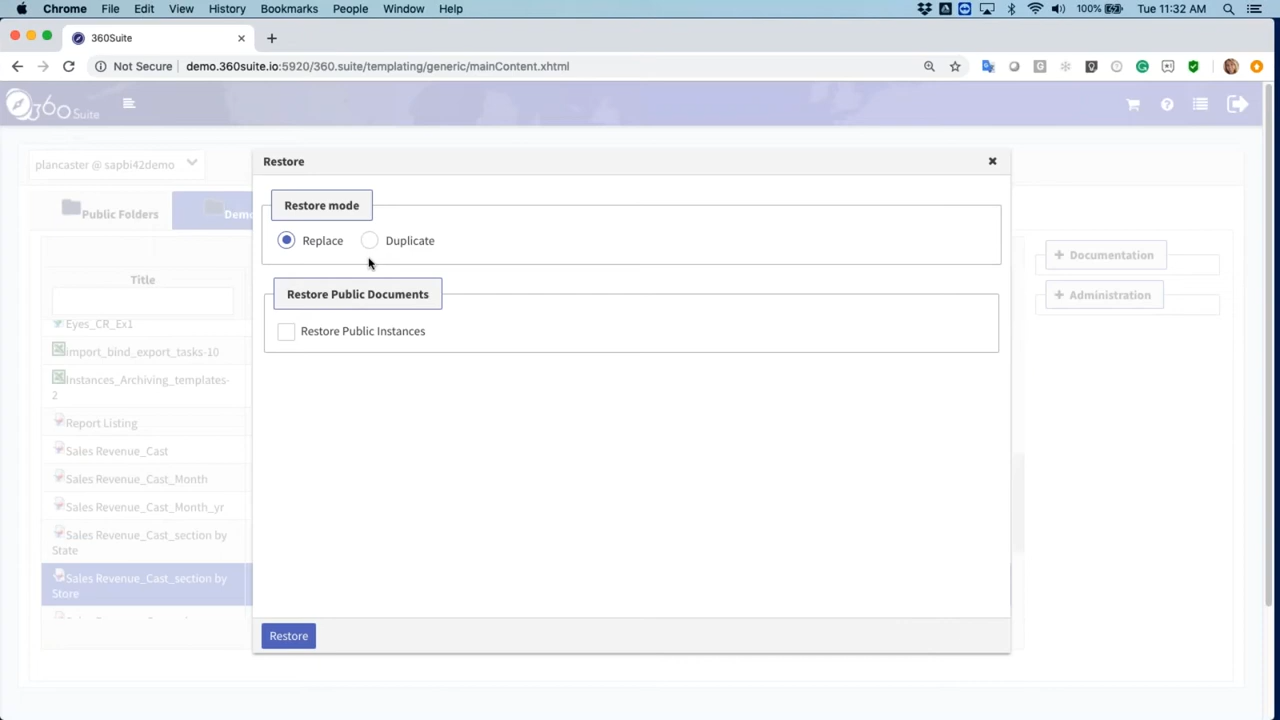 Chrome File Edit View History Bookmarks People Window Help 100% Tue 11:32 AM
360Suite
Not Secure demo.360suite.io:5920/360.suite/templating/generic/mainContent.xhtml
360 Suite
plancaster @ sapbi42demo
Restore
Public Folders
Demo
Restore mode
Replace Duplicate
+ Documentation
Title
Restore Public Documents
+ Administration
Eyes_CR_Ex1
Restore Public Instances
Import_bind_export_tasks-10
Instances_Archiving_templates-
2
Report Listing
Sales Revenue_Cast
Sales Revenue_Cast_Month
Sales Revenue_Cast_Month_yr
Sales Revenue_Cast_section by
State
Sales Revenue_Cast_section by
Store
Restore